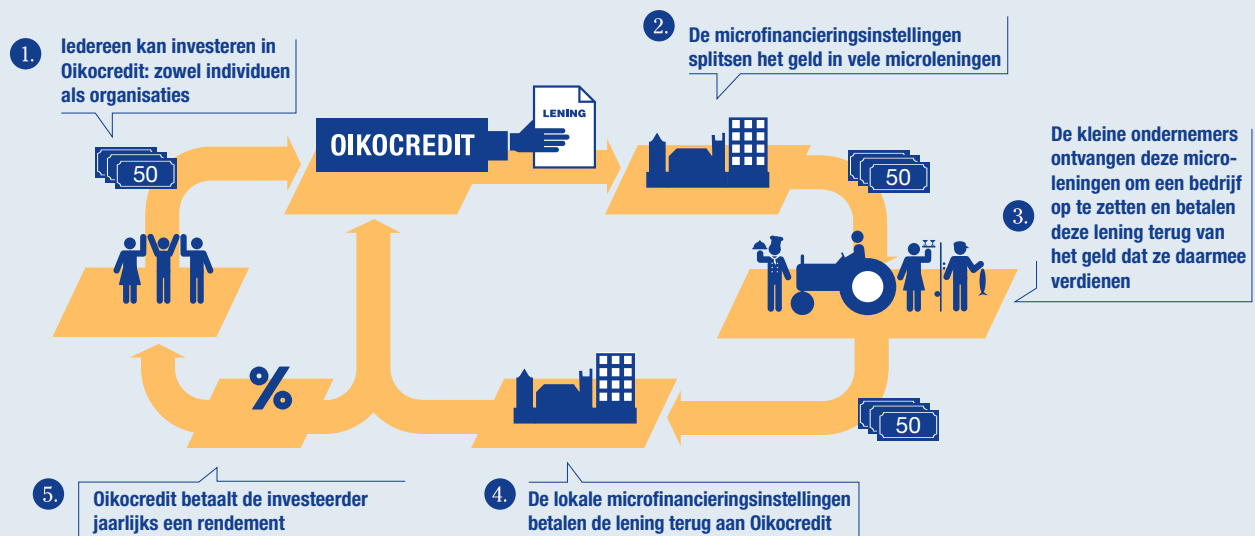 1.
Iedereen kan investeren in
Oikocredit: zowel individuen
als organisaties
50
OIKOCREDIT
LENING
2.
De microfinancieringsinstellingen
splitsen het geld in vele microleningen
50
3.
De kleine ondernemers
ontvangen deze micro-
leningen om een bedrijf
op te zetten en betalen
deze lening terug van
het geld dat ze daarmee
verdienen
50
4.
De lokale microfinancieringsinstellingen
betalen de lening terug aan Oikocredit
%
5.
Oikocredit betaalt de investeerder
jaarlijks een rendement